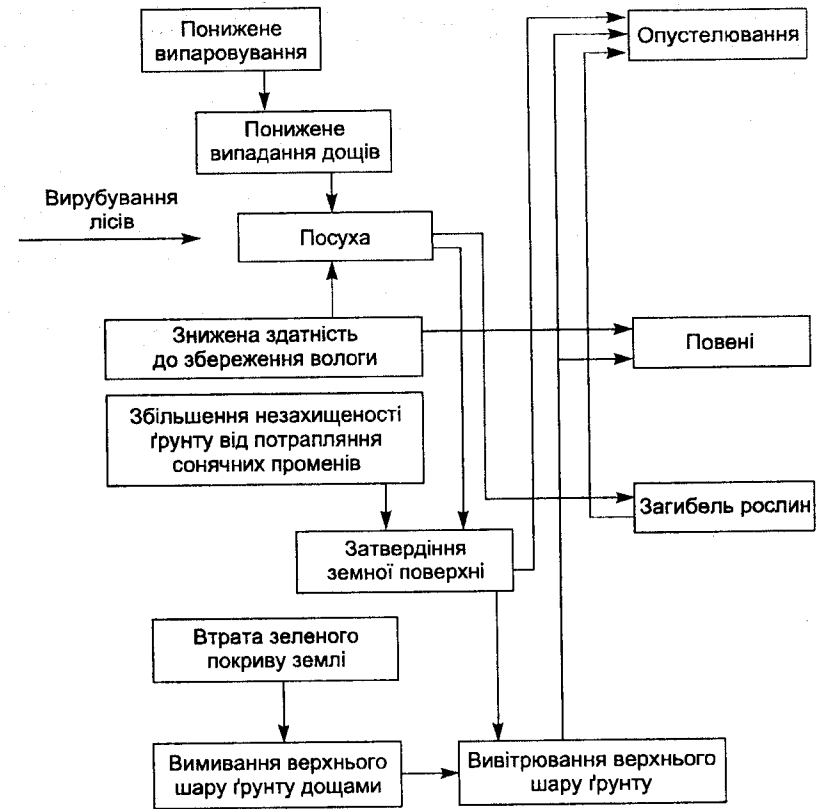 Понижене
випаровування
Опустелювання
Понижене
випадання дощів
Вирубування
лісів
Посуха
Знижена здатність
до збереження вологи
Повені
Збільшення незахищеності
ґрунту від потрапляння
сонячних променів
Загибель рослин
Затвердіння
земної поверхні
Втрата зеленого
покриву землі
Вимивання верхнього
шару ґрунту дощами
Вивітрювання верхнього
шару ґрунту